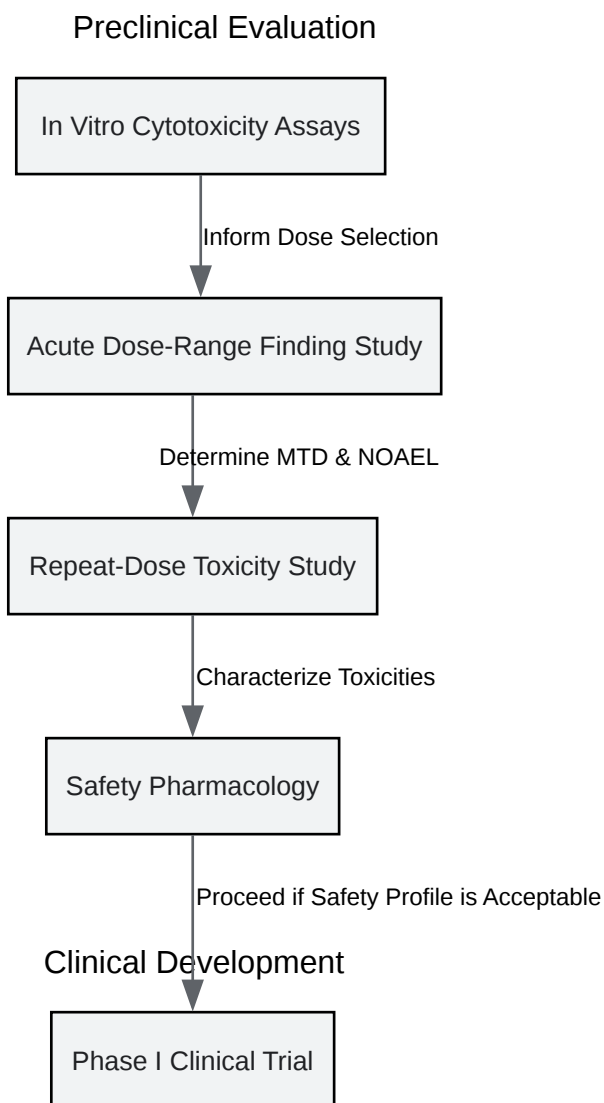 Preclinical Evaluation
In Vitro Cytotoxicity Assays
Inform Dose Selection
Acute Dose-Range Finding Study
Determine MTD & NOAEL
Repeat-Dose Toxicity Study
Characterize Toxicities
Safety Pharmacology
Proceed if Safety Profile is Acceptable
Clinical Development
Phase I Clinical Trial